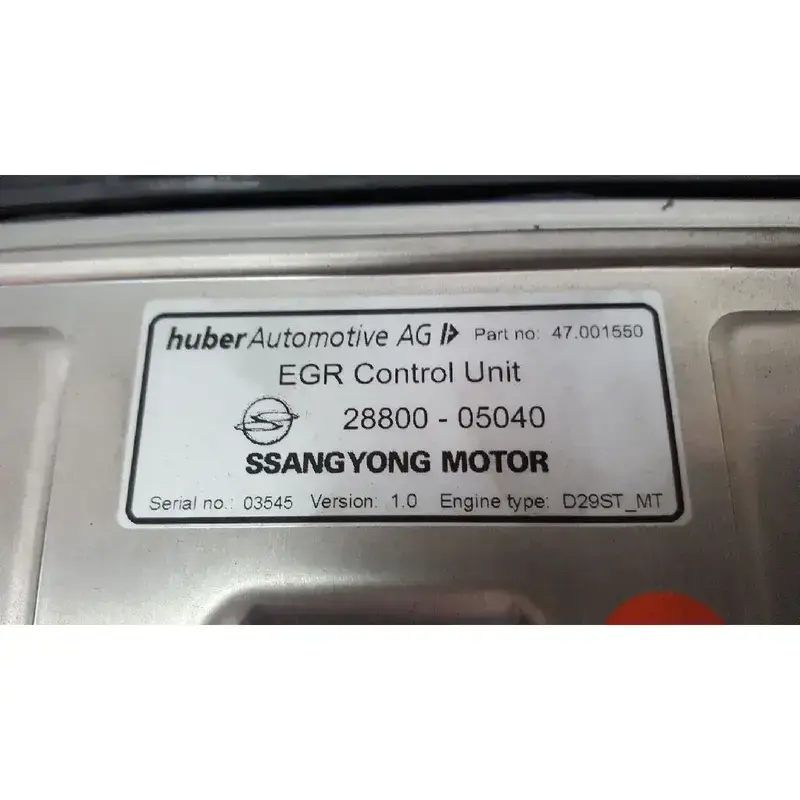 huber Automotive AG Part no: 47.001550
EGR Control Unit
28800 - 05040
SSANGYONG MOTOR
Serial no.: 03545 Version: 1.0 Engine type: D29ST_MT